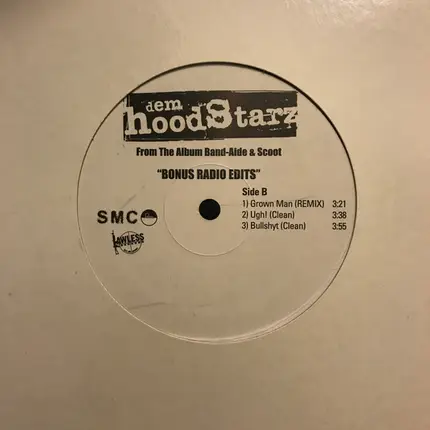 dem
hoodStarz
From The Album Band-Aide & Scoot
"BONUS RADIO EDITS"
Side B
1) Grown Man (REMIX) 3:21
2) Ugh! (Clean) 3:38
3) Bullshyt (Clean) 3:55
SMC
LAWLESS